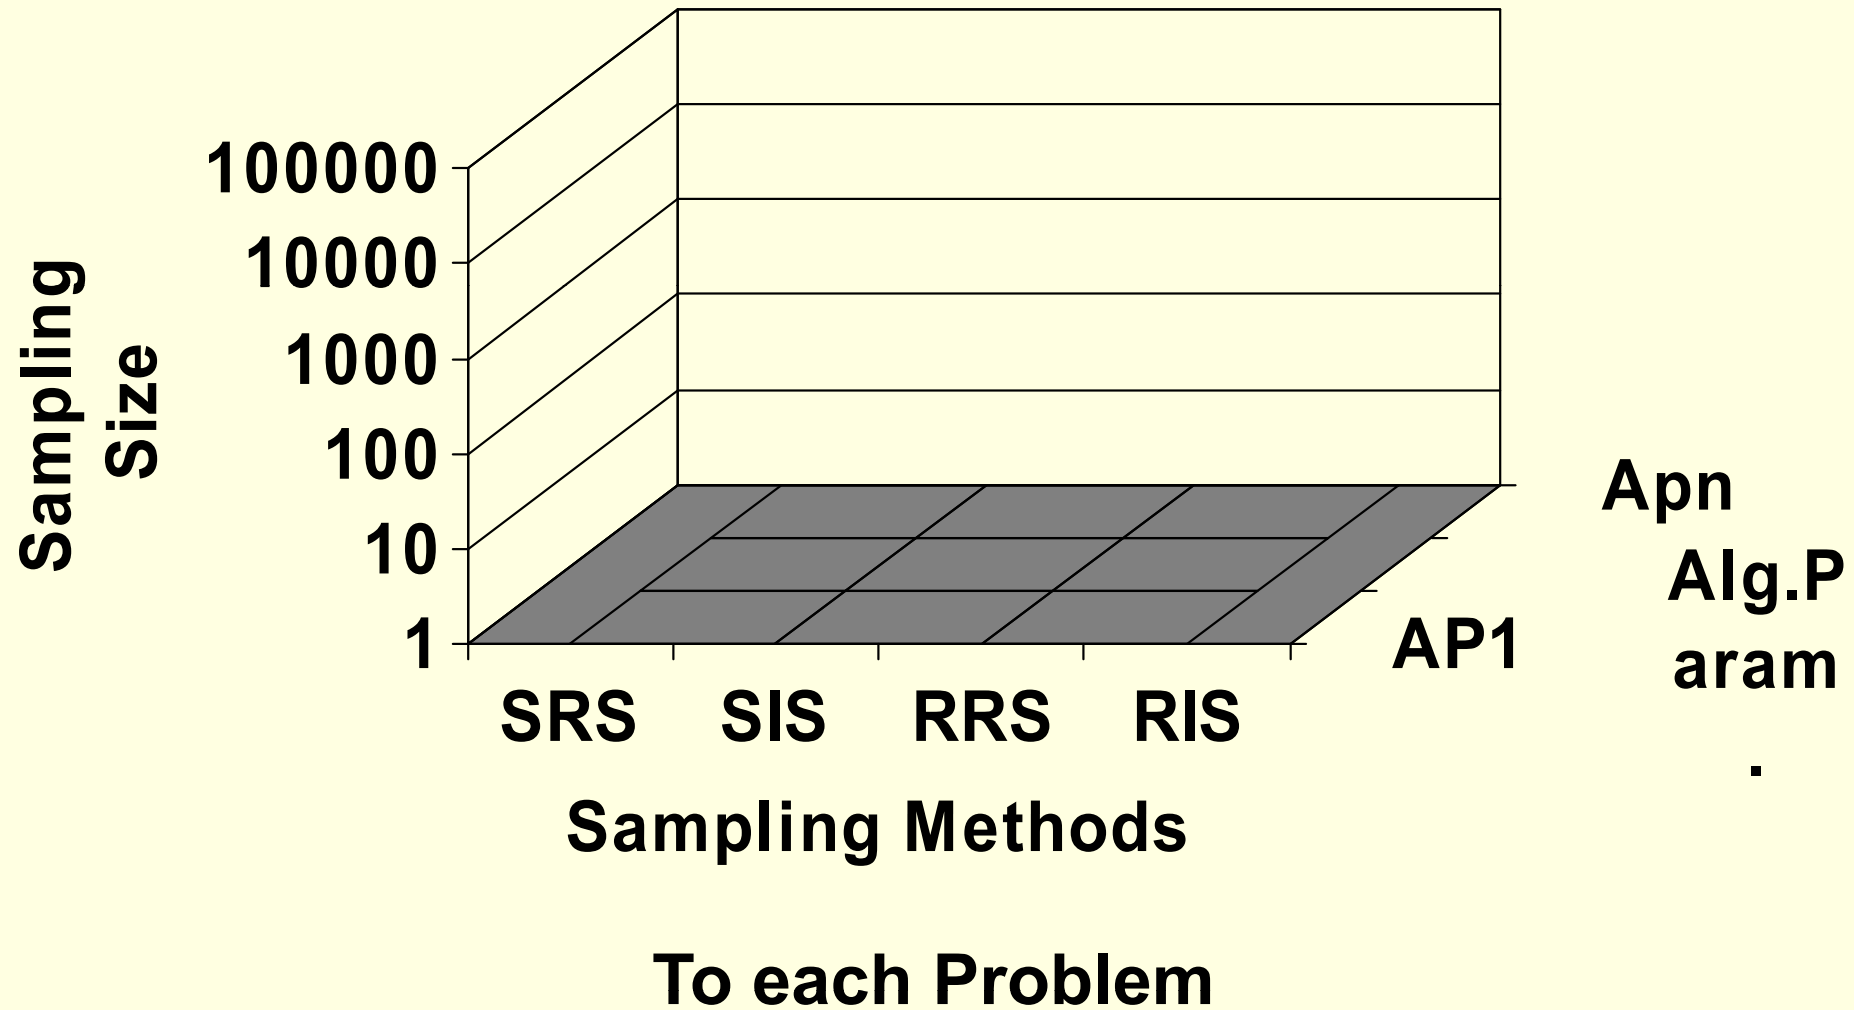 Sampling
Size
100000
10000
1000
100
10
1
SRS SIS RRS RIS
Sampling Methods
AP1
Apn
Alg.P
aram
.
To each Problem